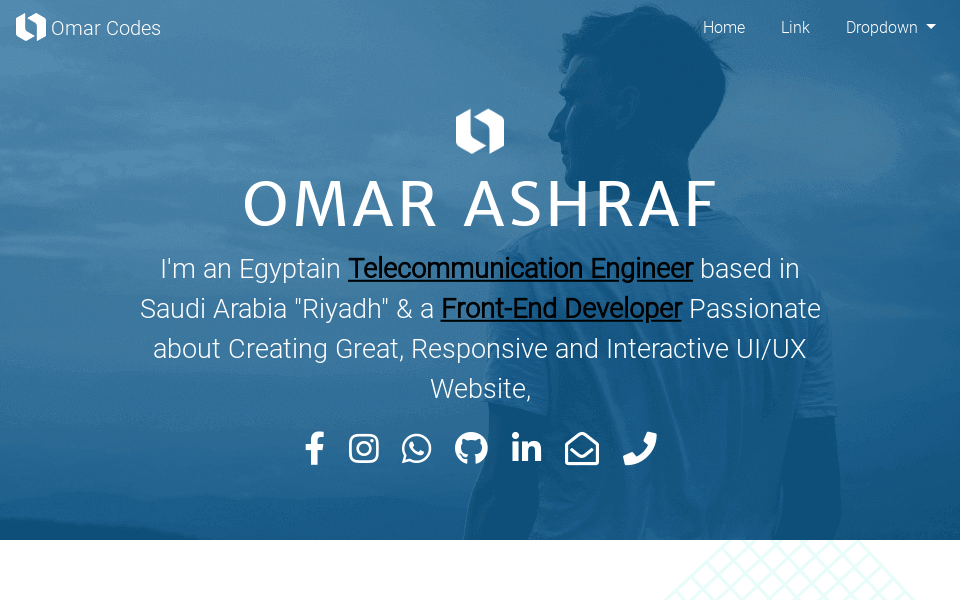 Omar Codes
Home
Link
Dropdown
OMAR ASHRAF
I'm an Egyptain Telecommunication Engineer based in
Saudi Arabia "Riyadh" & a Front-End Developer Passionate
about Creating Great, Responsive and Interactive UI/UX
Website,